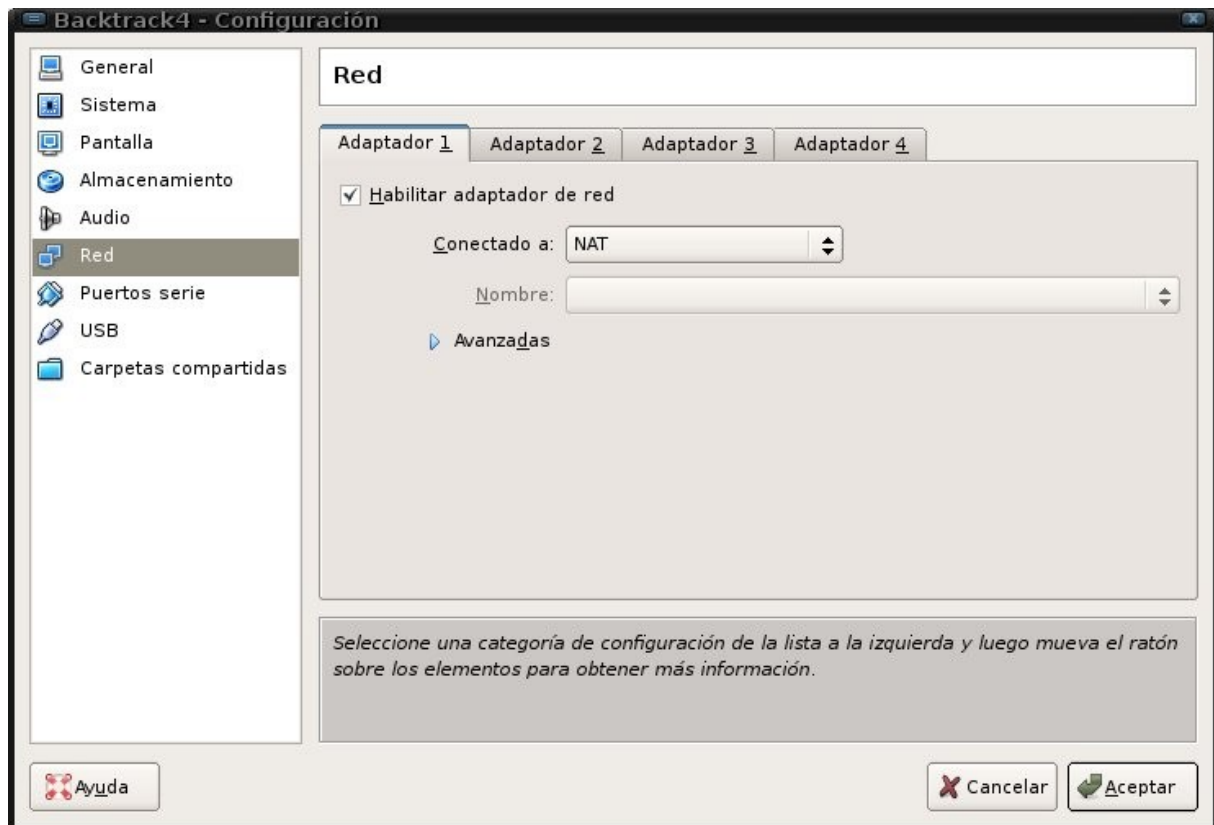 Backtrack4 - Configuración
General
Sistema
Pantalla
Almacenamiento
Audio
Red
Puertos serie
USB
Carpetas compartidas
Red
Adaptador 1 Adaptador 2 Adaptador 3 Adaptador 4
Habilitar adaptador de red
Conectado a: NAT
Nombre:
Avanzadas
Seleccione una categoría de configuración de la lista a la izquierda y luego mueva el ratón
sobre los elementos para obtener más información.
Ayuda
Cancelar
Aceptar